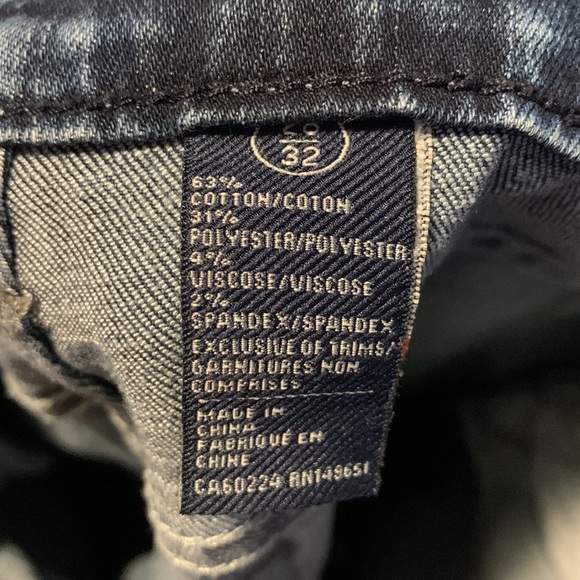 32
63%
COTTON/COTON
31%
POLYESTER/POLYESTER
4%
VISCOSE/VISCOSE
2%
SPANDEX/SPANDEX
EXCLUSIVE OF TRIMS/
GARNITURES NON
COMPRISES
MADE IN
CHINA
FABRIQUÉ EN
CHINE
CA60224 RN149651